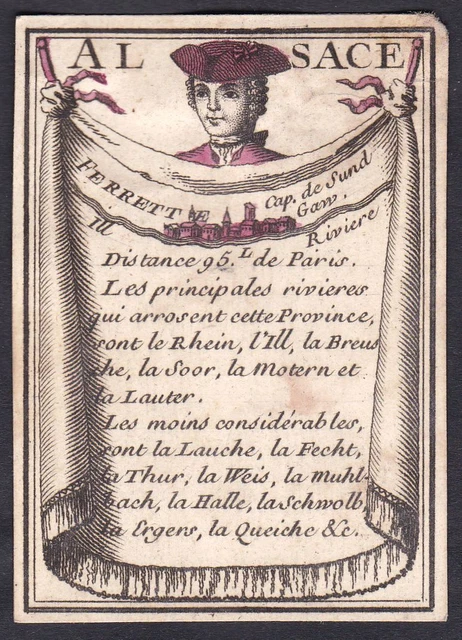 ALSACE
FERRETTE Cap. de Sund
Gaw.
Ill Riviere
Distance 95.L de Paris.
Les principales rivieres
qui arrosent cette Province,
sont le Rhein, l'Ill, la Breus
che, la Soor, la Motern et
la Lauter.
Les moins considérables,
sont la Lauche, la Fecht,
la Thur, la Weis, la Muhl-
bach, la Halle, la Schwolb,
la Ergers, la Queiche &c.